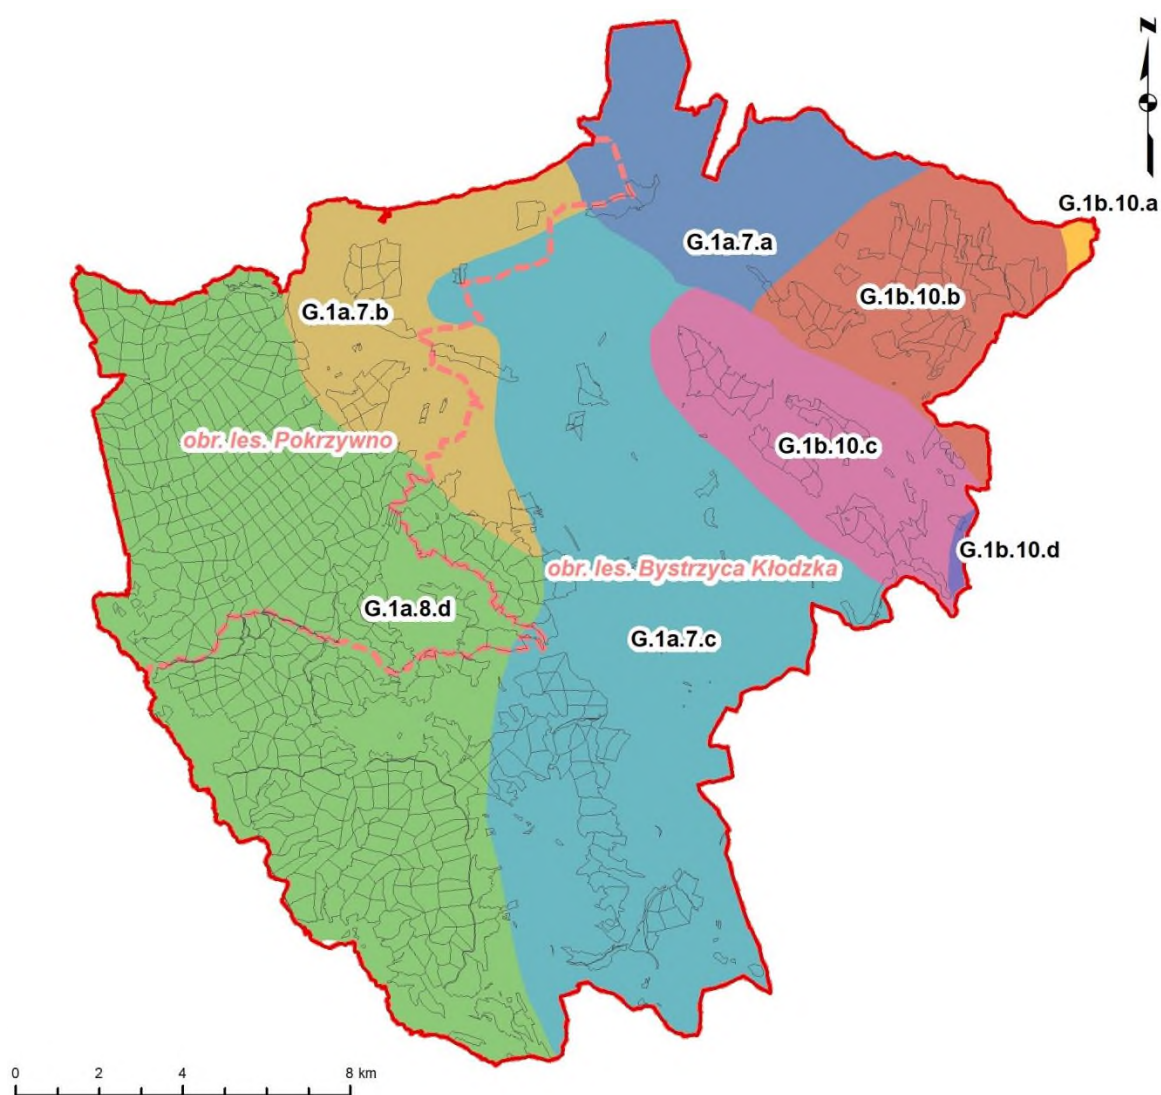 N
G.1b.10.a
G.1a.7.a
G.1b.10.b
G.1a.7.b
obr. les. Pokrzywno
G.1b.10.c
G.1b.10.d
obr. les. Bystrzyca Kłodzka
G.1a.8.d
G.1a.7.c
0 2 4 8 km